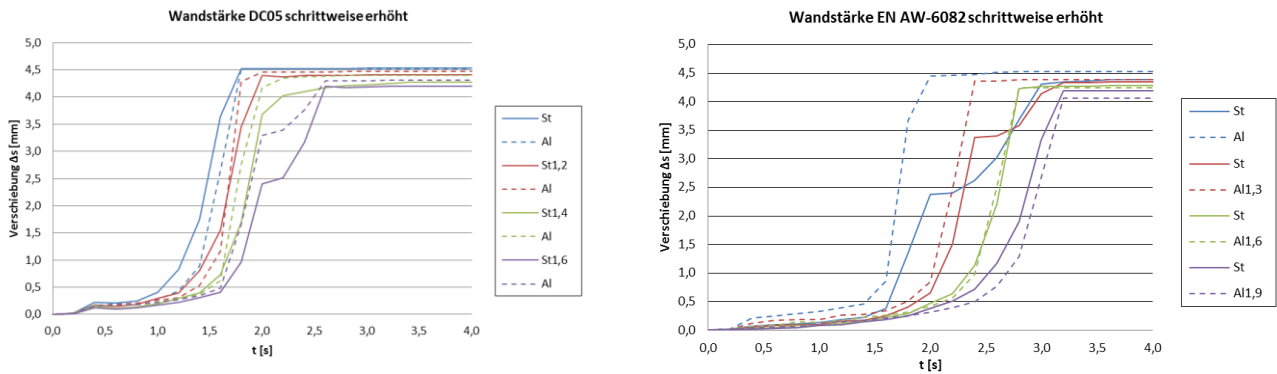 Wandstärke DC05 schrittweise erhöht
Verschiebung Δs [mm]
5,0
4,5
4,0
3,5
3,0
2,5
2,0
1,5
1,0
0,5
0,0
0,0 0,5 1,0 1,5 2,0 2,5 3,0 3,5 4,0
t [s]
St
Al
St1,2
Al
St1,4
Al
St1,6
Al
Wandstärke EN AW-6082 schrittweise erhöht
Verschiebung Δs [mm]
5,0
4,5
4,0
3,5
3,0
2,5
2,0
1,5
1,0
0,5
0,0
0,0 0,5 1,0 1,5 2,0 2,5 3,0 3,5 4,0
t [s]
St
Al
St
Al1,3
St
Al1,6
St
Al1,9